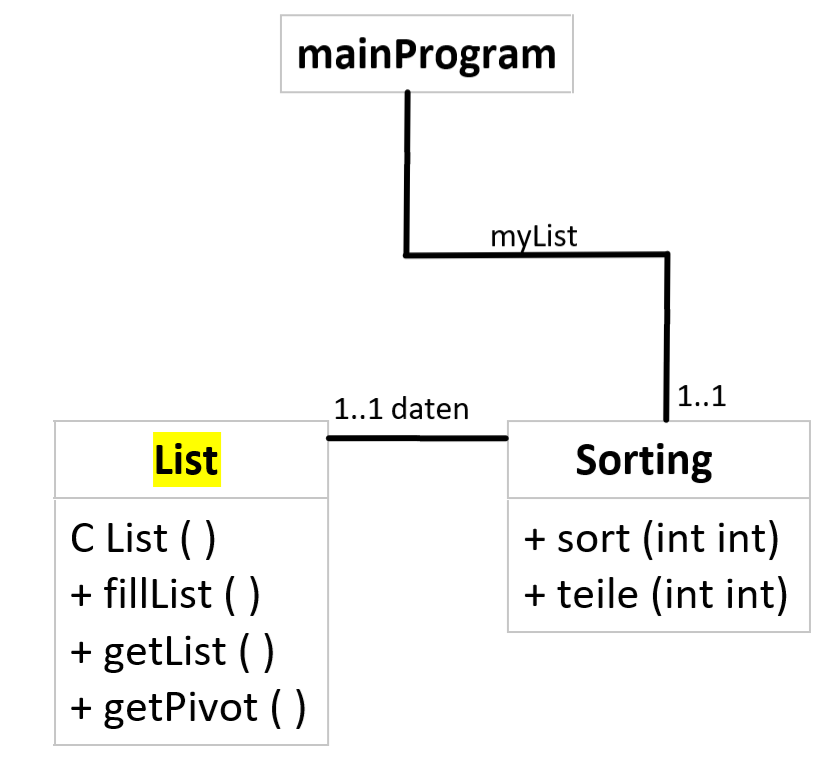 mainProgram
myList
1..1
1..1 daten
List
C List ( )
+ fillList ( )
+ getList ( )
+ getPivot ( )
Sorting
+ sort (int int)
+ teile (int int)